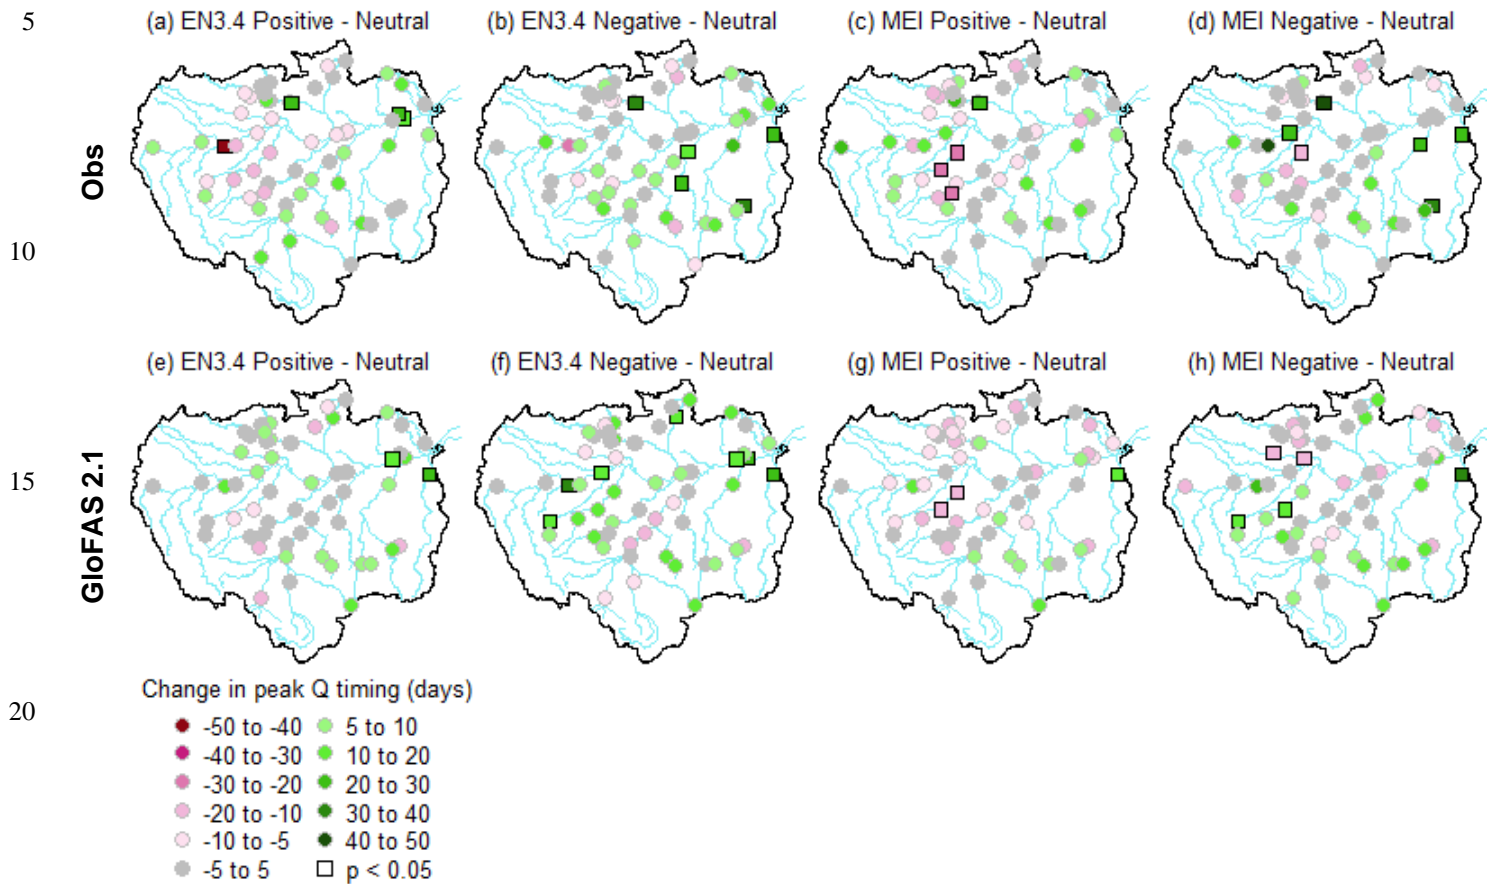 5
(a) EN3.4 Positive - Neutral
(b) EN3.4 Negative - Neutral
(c) MEI Positive - Neutral
(d) MEI Negative - Neutral
Obs
10
(e) EN3.4 Positive - Neutral
(f) EN3.4 Negative - Neutral
(g) MEI Positive - Neutral
(h) MEI Negative - Neutral
15
GloFAS 2.1
Change in peak Q timing (days)
20
-50 to -40
-40 to -30
-30 to -20
-20 to -10
-10 to -5
-5 to 5
5 to 10
10 to 20
20 to 30
30 to 40
40 to 50
p < 0.05